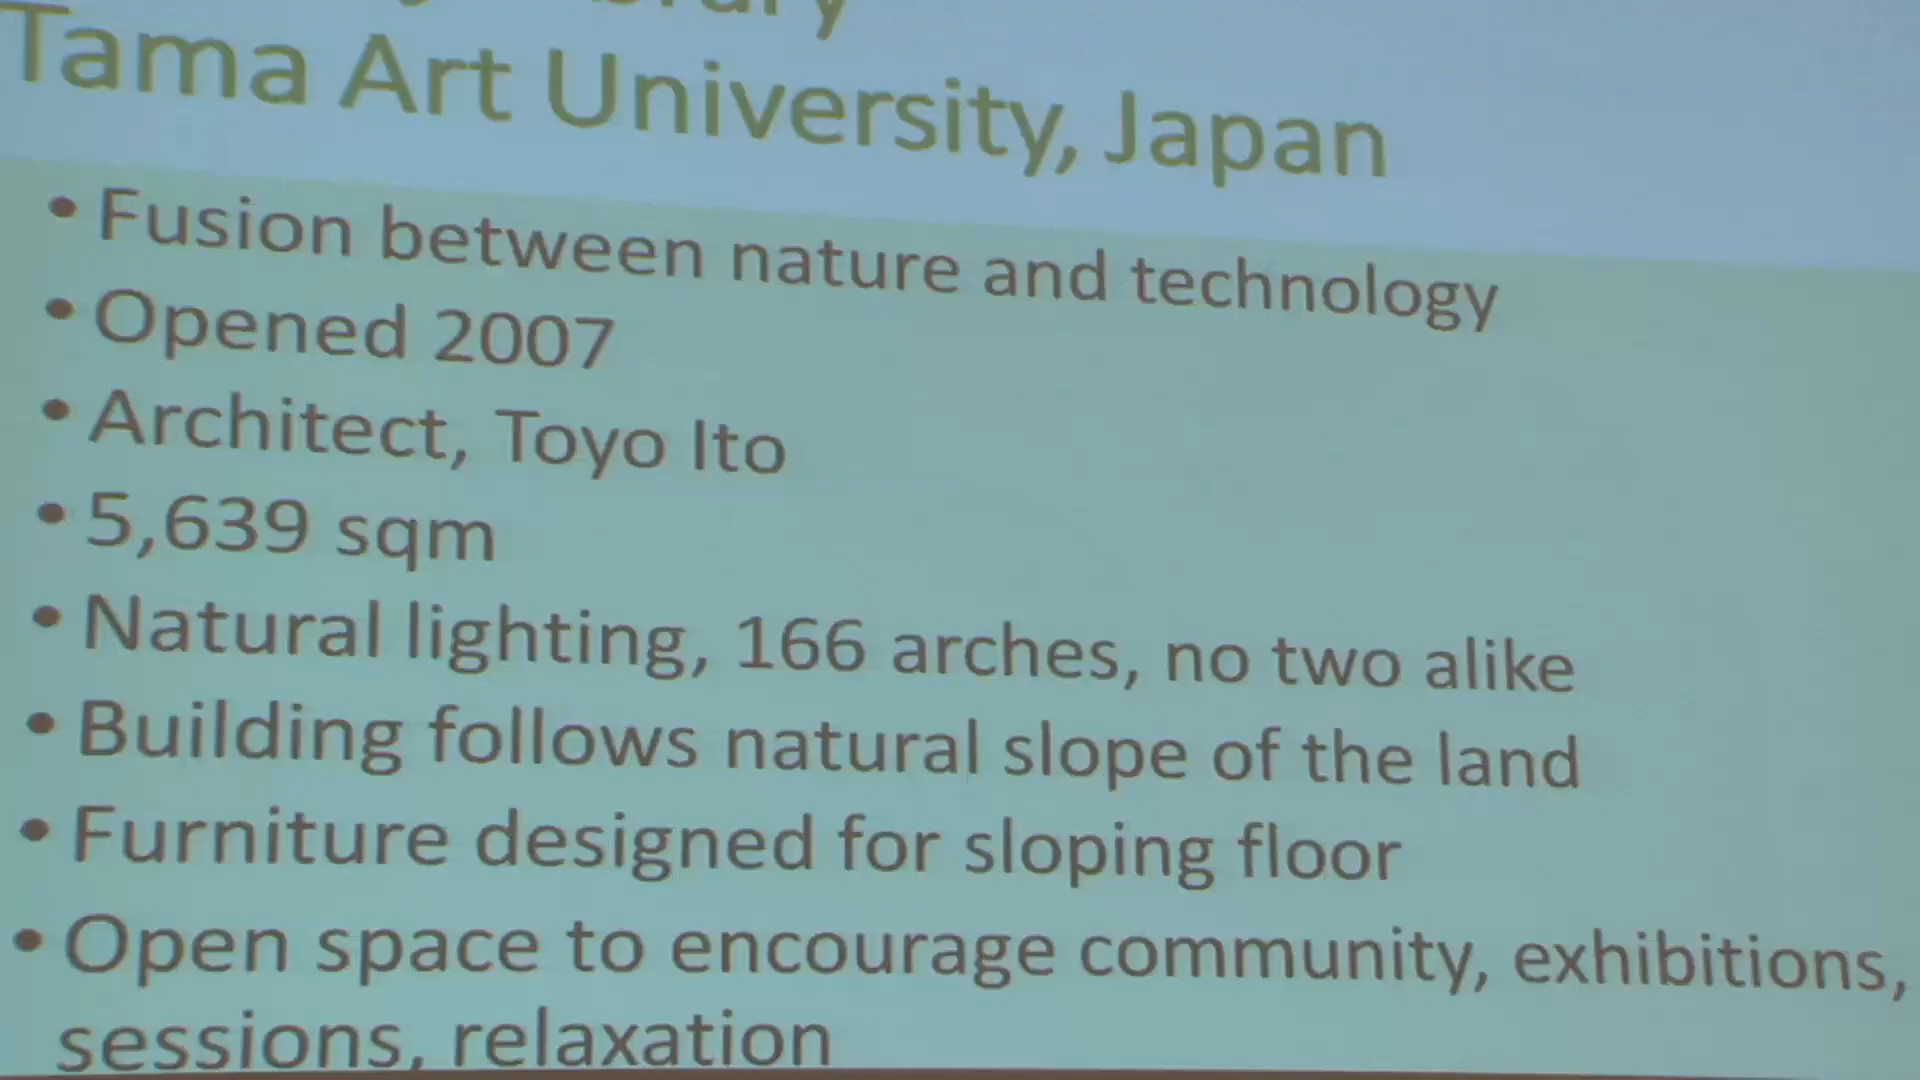 Tama Art University, Japan
• Fusion between nature and technology
• Opened 2007
• Architect, Toyo Ito
• 5,639 sqm
• Natural lighting, 166 arches, no two alike
• Building follows natural slope of the land
• Furniture designed for sloping floor
• Open space to encourage community, exhibitions,
sessions, relaxation